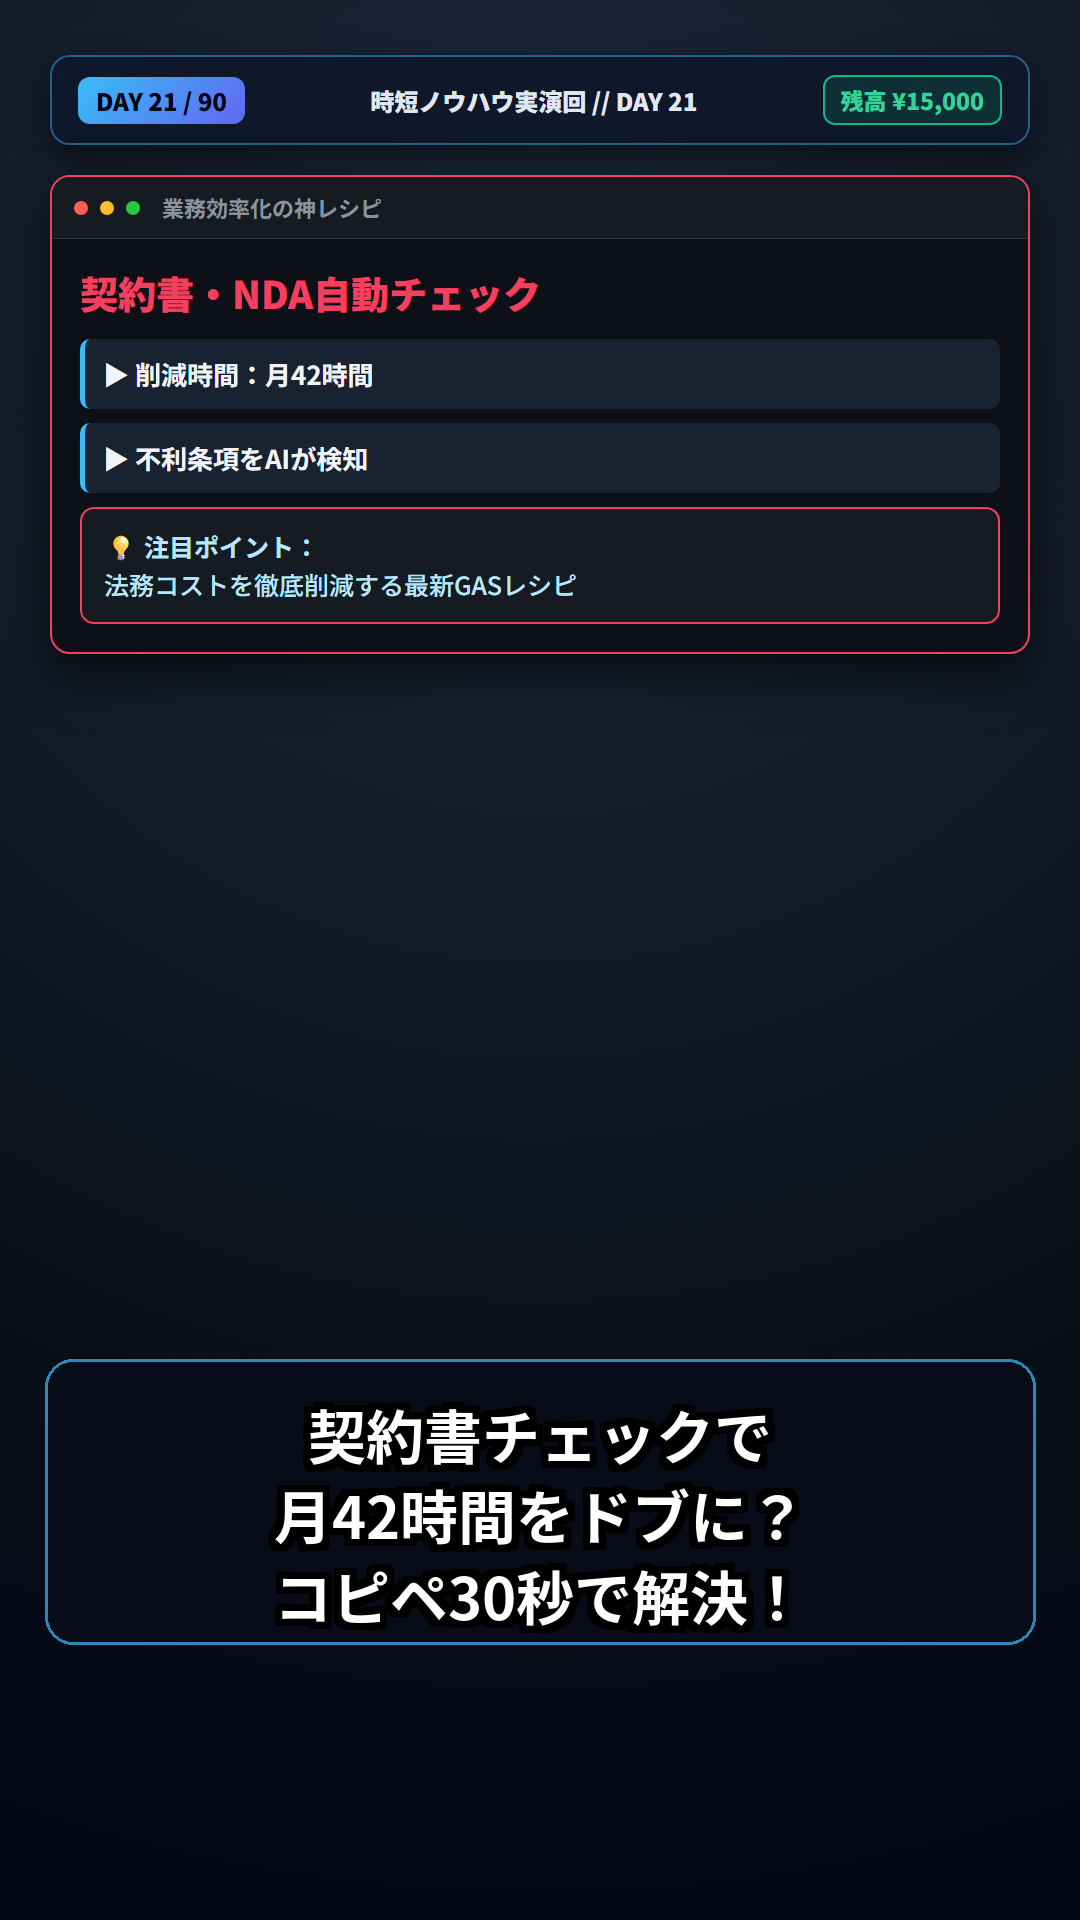 DAY 21 / 90
時短ノウハウ実演回 // DAY 21
残高 ¥15,000
業務効率化の神レシピ
契約書・NDA自動チェック
▶ 削減時間：月42時間
▶ 不利条項をAIが検知
💡 注目ポイント：
法務コストを徹底削減する最新GASレシピ
契約書チェックで
月42時間をドブに？
コピペ30秒で解決！